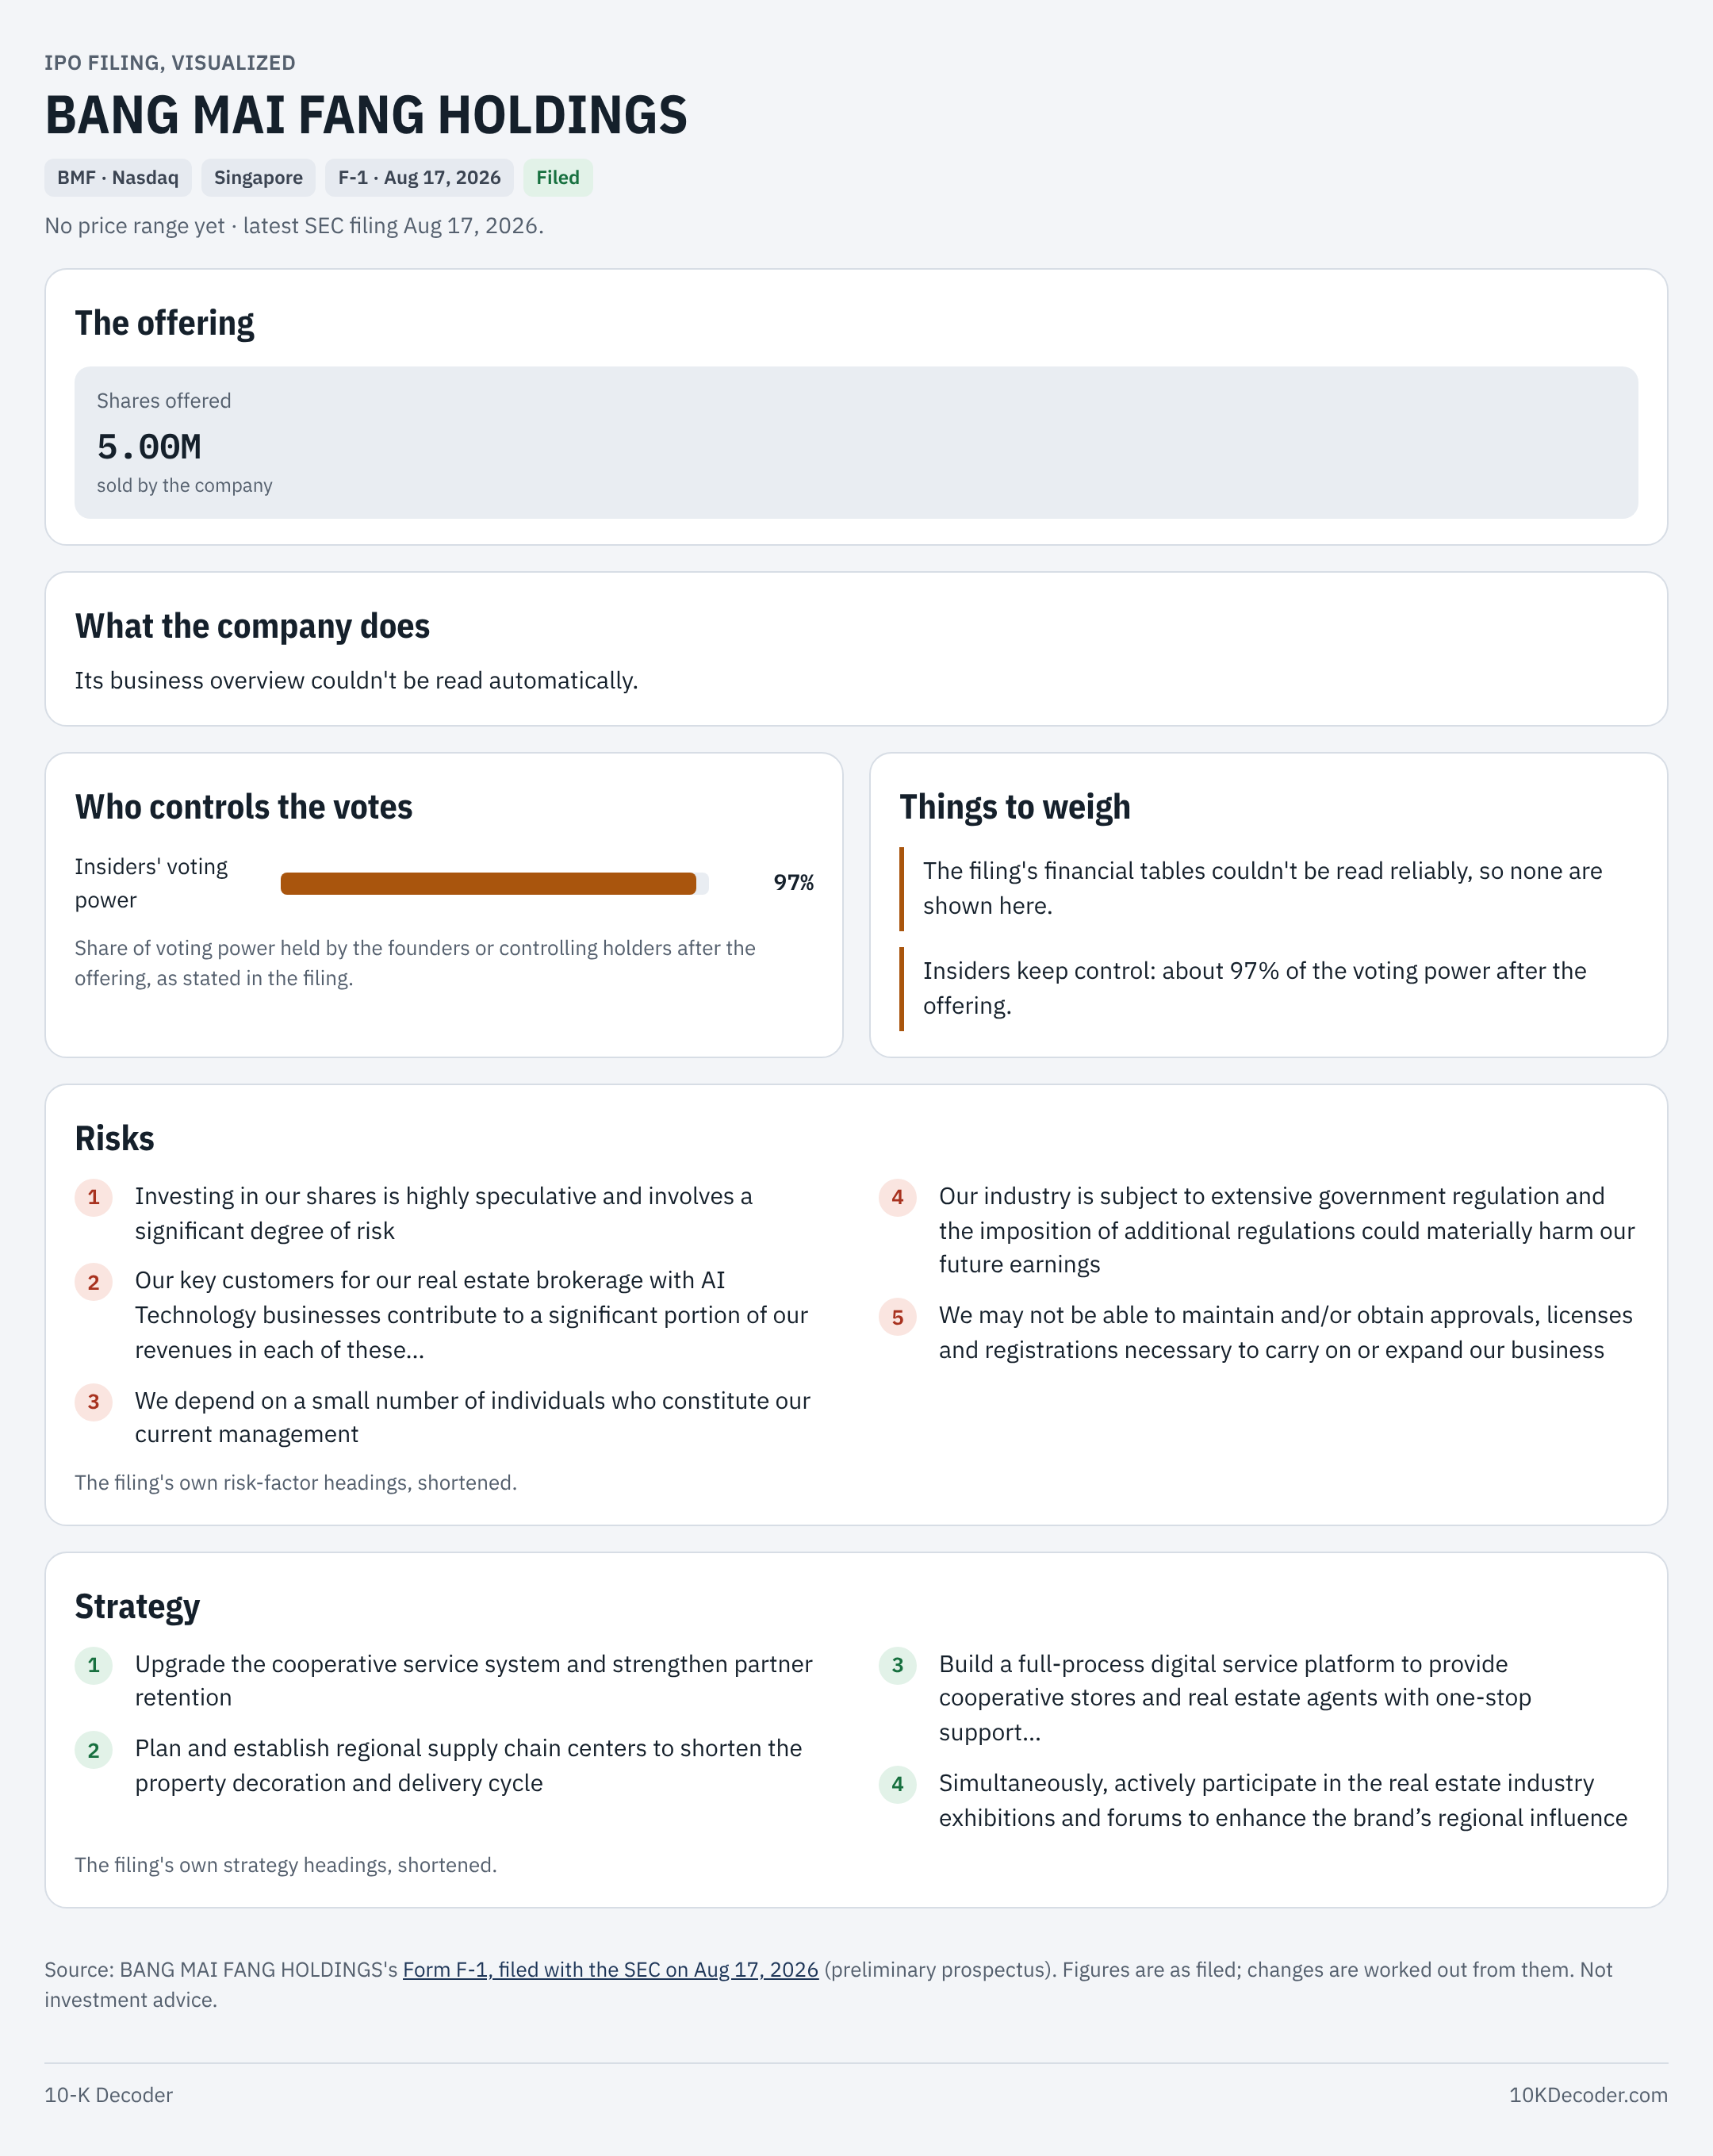 IPO FILING, VISUALIZED
BANG MAI FANG HOLDINGS
BMF · Nasdaq
Singapore
F-1 · Aug 17, 2026
Filed
No price range yet · latest SEC filing Aug 17, 2026.
The offering
Shares offered
5.00M
sold by the company
What the company does
Its business overview couldn't be read automatically.
Who controls the votes
Insiders' voting
power
97%
Share of voting power held by the founders or controlling holders after the
offering, as stated in the filing.
Things to weigh
The filing's financial tables couldn't be read reliably, so none are
shown here.
Insiders keep control: about 97% of the voting power after the
offering.
Risks
1 Investing in our shares is highly speculative and involves a
significant degree of risk
2 Our key customers for our real estate brokerage with AI
Technology businesses contribute to a significant portion of our
revenues in each of these…
3 We depend on a small number of individuals who constitute our
current management
4 Our industry is subject to extensive government regulation and
the imposition of additional regulations could materially harm our
future earnings
5 We may not be able to maintain and/or obtain approvals, licenses
and registrations necessary to carry on or expand our business
The filing's own risk-factor headings, shortened.
Strategy
1 Upgrade the cooperative service system and strengthen partner
retention
2 Plan and establish regional supply chain centers to shorten the
property decoration and delivery cycle
3 Build a full-process digital service platform to provide
cooperative stores and real estate agents with one-stop
support…
4 Simultaneously, actively participate in the real estate industry
exhibitions and forums to enhance the brand’s regional influence
The filing's own strategy headings, shortened.
Source: BANG MAI FANG HOLDINGS's Form F-1, filed with the SEC on Aug 17, 2026 (preliminary prospectus). Figures are as filed; changes are worked out from them. Not
investment advice.
10-K Decoder
10KDecoder.com